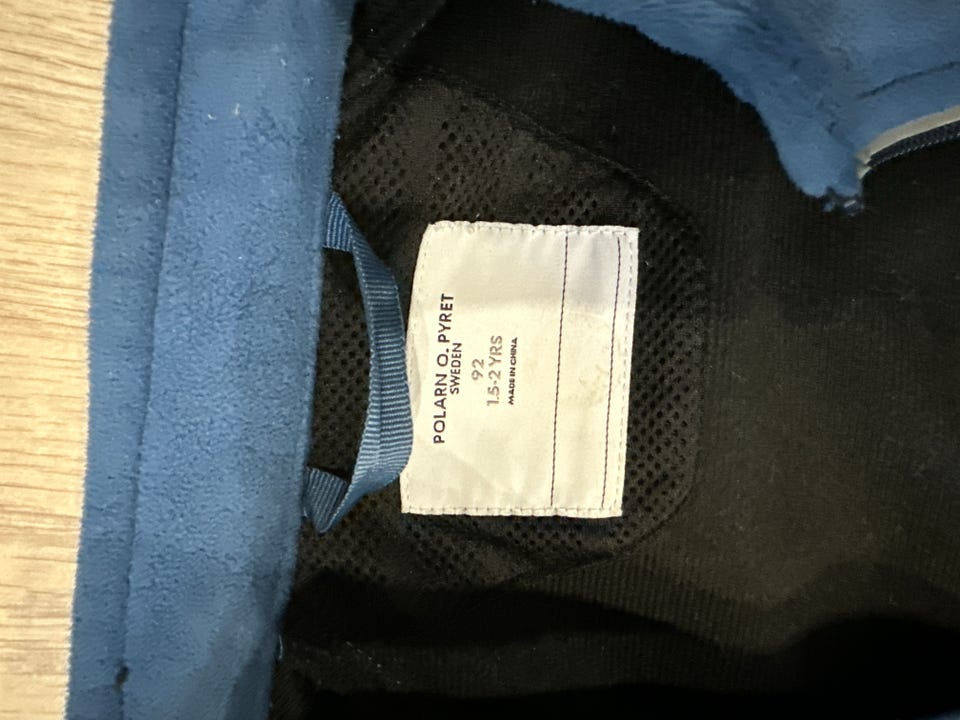 POLARN O. PYRET
SWEDEN
92
1.5-2 YRS
MADE IN CHINA